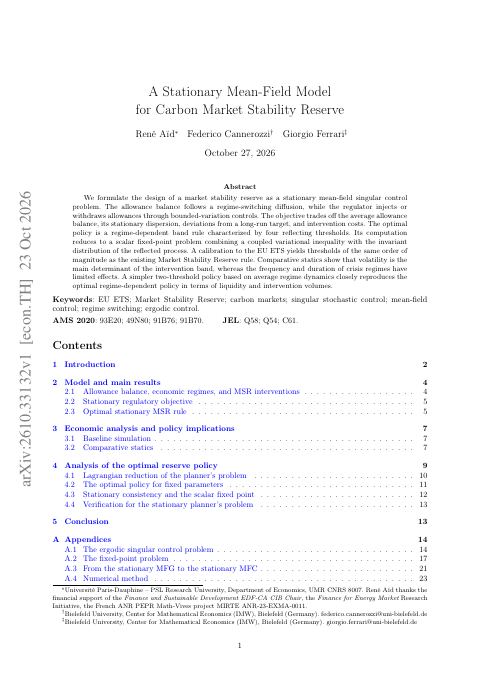 A Stationary Mean-Field Model
for Carbon Market Stability Reserve
René Aïd* Federico Cannerozzi† Giorgio Ferrari‡
October 27, 2026
Abstract
We formulate the design of a market stability reserve as a stationary mean-field singular control
problem. The allowance balance follows a regime-switching diffusion, while the regulator injects or
withdraws allowances through bounded-variation controls. The objective trades off the average allowance
balance, its stationary dispersion, deviations from a long-run target, and intervention costs. The optimal
policy is a regime-dependent band rule characterized by four reflecting thresholds. Its computation
reduces to a scalar fixed-point problem combining a coupled variational inequality with the invariant
distribution of the reflected process. A calibration to the EU ETS yields thresholds of the same order of
magnitude as the existing Market Stability Reserve rule. Comparative statics show that volatility is the
main determinant of the intervention band, whereas the frequency and duration of crisis regimes have
limited effects. A simpler two-threshold policy based on average regime dynamics closely reproduces the
optimal regime-dependent policy in terms of liquidity and intervention volumes.
Keywords: EU ETS; Market Stability Reserve; carbon markets; singular stochastic control; mean-field
control; regime switching; ergodic control.
AMS 2020: 93E20; 49N80; 91B76, 91B70. JEL: Q58; Q54; C61.
Contents
1 Introduction 2
2 Model and main results 4
2.1 Allowance balance, economic regimes, and MSR interventions . . . . . . . . . . . . . . . . . . . 4
2.2 Stationary regulatory objective . . . . . . . . . . . . . . . . . . . 5
2.3 Optimal stationary MSR rule . . . . . . . . . . . . . . . . . . . 5
3 Economic analysis and policy implications 7
3.1 Baseline simulation . . . . . . . . . . . . . . . . . . . 7
3.2 Comparative statics . . . . . . . . . . . . . . . . . . . 7
4 Analysis of the optimal reserve policy 9
4.1 Lagrangian reduction of the planner's problem . . . . . . . . . . . . . . . . . . . 10
4.2 The optimal policy for fixed parameters . . . . . . . . . . . . . . . . . . . 11
4.3 Stationary consistency and the scalar fixed point . . . . . . . . . . . . . . . . . . . 12
4.4 Verification for the stationary planner's problem . . . . . . . . . . . . . . . . . . . 13
5 Conclusion 13
A Appendices 14
A.1 The ergodic singular control problem . . . . . . . . . . . . . . . . . . . 14
A.2 The fixed-point problem . . . . . . . . . . . . . . . . . . . 17
A.3 From the stationary MFG to the stationary MFC . . . . . . . . . . . . . . . . . . . 21
A.4 Numerical method . . . . . . . . . . . . . . . . . . . 23
*Université Paris-Dauphine – PSL Research University, Department of Economics, UMR CNRS 8007. René Aïd thanks the
financial support of the Finance and Sustainable Development EDF-CA CIB Chair, the Finance for Energy Market Research
Initiative, the French ANR PEPR Math-Vives project MIRTE ANR-23-EXMA-0011.
†Bielefeld University, Center for Mathematical Economics (IMW), Bielefeld (Germany). federico.cannerozzi@uni-bielefeld.de
‡Bielefeld University, Center for Mathematical Economics (IMW), Bielefeld (Germany). giorgio.ferrari@uni-bielefeld.de
1
arXiv:2610.33132v1 [econ.TH] 23 Oct 2026